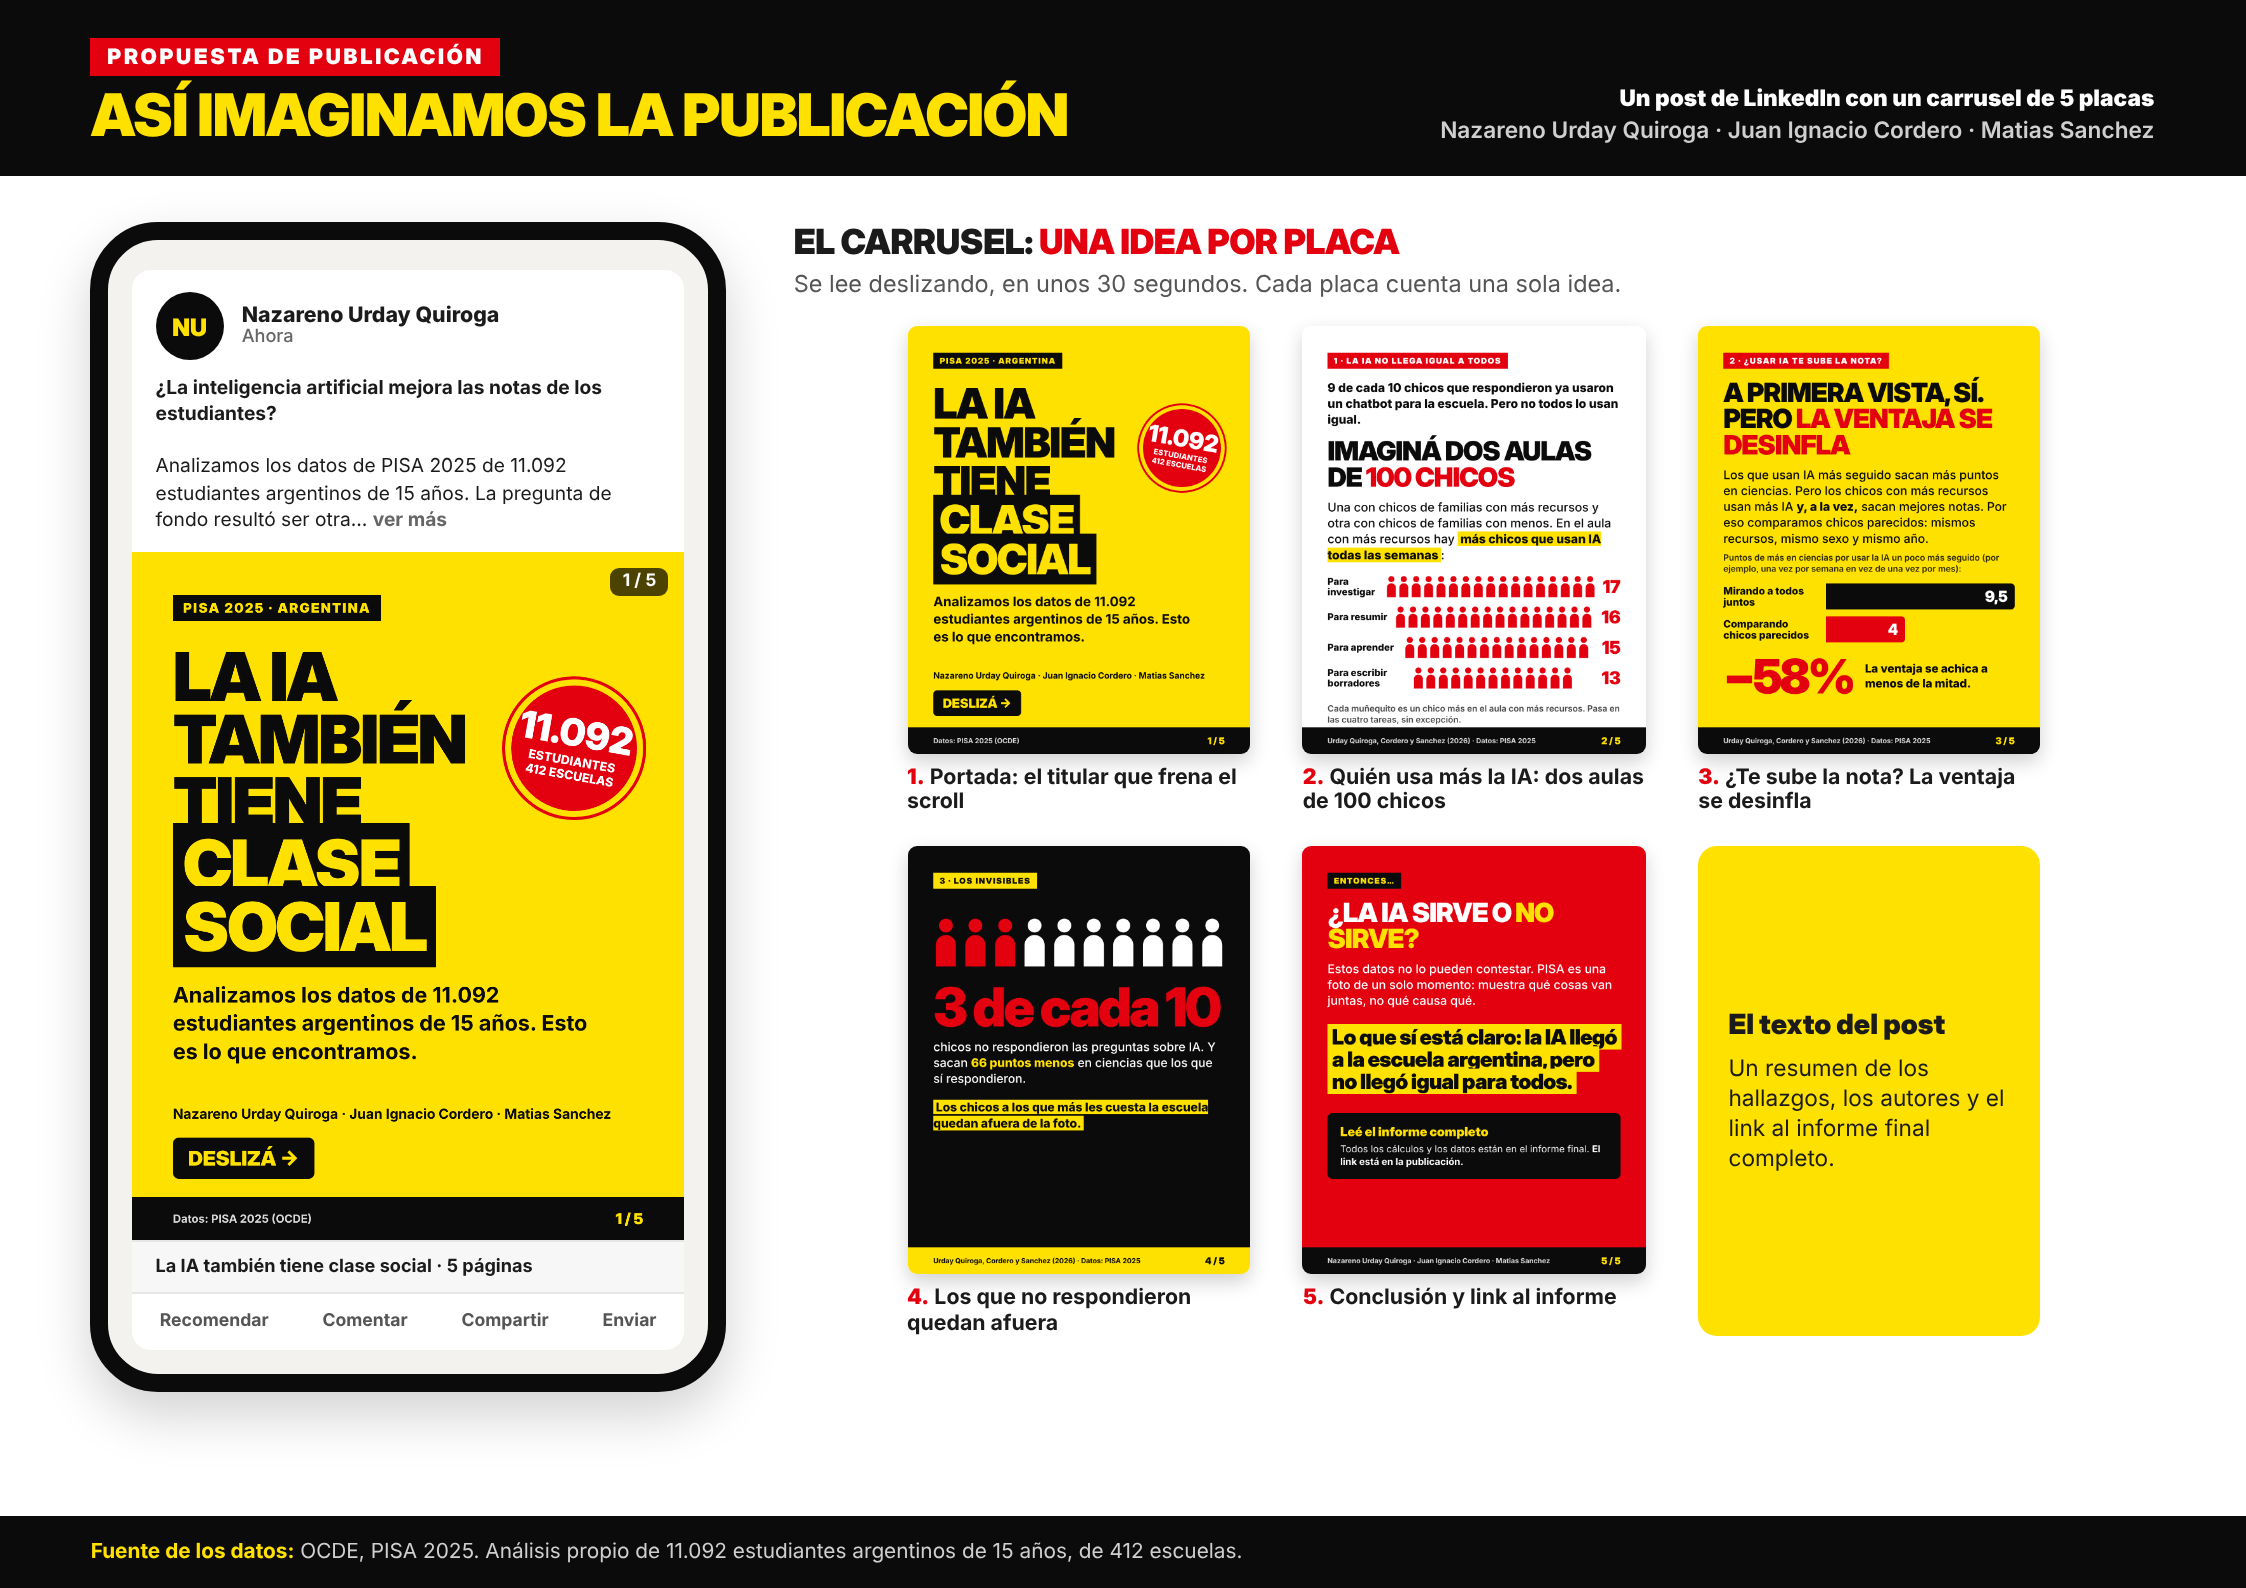 PROPUESTA DE PUBLICACIÓN
ASÍ IMAGINAMOS LA PUBLICACIÓN
Un post de LinkedIn con un carrusel de 5 placas
Nazareno Urday Quiroga · Juan Ignacio Cordero · Matias Sanchez
NU
Nazareno Urday Quiroga
Ahora
¿La inteligencia artificial mejora las notas de los
estudiantes?
Analizamos los datos de PISA 2025 de 11.092
estudiantes argentinos de 15 años. La pregunta de
fondo resultó ser otra... ver más
1 / 5
PISA 2025 · ARGENTINA
LA IA
TAMBIÉN
TIENE
CLASE
SOCIAL
11.092
ESTUDIANTES
412 ESCUELAS
Analizamos los datos de 11.092
estudiantes argentinos de 15 años. Esto
es lo que encontramos.
Nazareno Urday Quiroga · Juan Ignacio Cordero · Matias Sanchez
DESLIZÁ →
Datos: PISA 2025 (OCDE)
1 / 5
La IA también tiene clase social · 5 páginas
Recomendar Comentar Compartir Enviar
EL CARRUSEL: UNA IDEA POR PLACA
Se lee deslizando, en unos 30 segundos. Cada placa cuenta una sola idea.
PISA 2025 · ARGENTINA
LA IA
TAMBIÉN
TIENE
CLASE
SOCIAL
11.092
ESTUDIANTES
412 ESCUELAS
Analizamos los datos de 11.092
estudiantes argentinos de 15 años. Esto
es lo que encontramos.
Nazareno Urday Quiroga · Juan Ignacio Cordero · Matias Sanchez
DESLIZÁ →
Datos: PISA 2025 (OCDE)
1 / 5
1. Portada: el titular que frena el
scroll
1 · LA IA NO LLEGA IGUAL A TODOS
9 de cada 10 chicos que respondieron ya usaron
un chatbot para la escuela. Pero no todos lo usan
igual.
IMAGINÁ DOS AULAS
DE 100 CHICOS
Una con chicos de familias con más recursos y
otra con chicos de familias con menos. En el aula
con más recursos hay más chicos que usan IA
todas las semanas :
Para
investigar
17
Para resumir
16
Para aprender
15
Para escribir
borradores
13
Cada muñequito es un chico más en el aula con más recursos. Pasa en
las cuatro tareas, sin excepción.
Urday Quiroga, Cordero y Sanchez (2026) · Datos: PISA 2025
2 / 5
2. Quién usa más la IA: dos aulas
de 100 chicos
2 · ¿USAR IA TE SUBE LA NOTA?
A PRIMERA VISTA, SÍ.
PERO LA VENTAJA SE
DESINFLA
Los que usan IA más seguido sacan más puntos
en ciencias. Pero los chicos con más recursos
usan más IA y, a la vez, sacan mejores notas. Por
eso comparamos chicos parecidos: mismos
recursos, mismo sexo y mismo año.
Puntos de más en ciencias por usar la IA un poco más seguido (por
ejemplo, una vez por semana en vez de una vez por mes):
Mirando a todos
juntos
9,5
Comparando
chicos parecidos
4
−58%
La ventaja se achica a
menos de la mitad.
Urday Quiroga, Cordero y Sanchez (2026) · Datos: PISA 2025
3 / 5
3. ¿Te sube la nota? La ventaja
se desinfla
3 · LOS INVISIBLES
3 de cada 10
chicos no respondieron las preguntas sobre IA. Y
sacan 66 puntos menos en ciencias que los que
sí respondieron.
Los chicos a los que más les cuesta la escuela
quedan afuera de la foto.
Urday Quiroga, Cordero y Sanchez (2026) · Datos: PISA 2025
4 / 5
4. Los que no respondieron
quedan afuera
ENTONCES...
¿LA IA SIRVE O NO
SIRVE?
Estos datos no lo pueden contestar. PISA es una
foto de un solo momento: muestra qué cosas van
juntas, no qué causa qué.
Lo que sí está claro: la IA llegó
a la escuela argentina, pero
no llegó igual para todos.
Leé el informe completo
Todos los cálculos y los datos están en el informe final. El
link está en la publicación.
Nazareno Urday Quiroga · Juan Ignacio Cordero · Matias Sanchez
5 / 5
5. Conclusión y link al informe
El texto del post
Un resumen de los
hallazgos, los autores y el
link al informe final
completo.
Fuente de los datos: OCDE, PISA 2025. Análisis propio de 11.092 estudiantes argentinos de 15 años, de 412 escuelas.